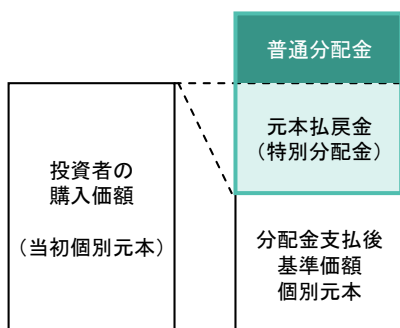 普通分配金
元本払戻金
（特別分配金）
投資者の
購入価額
（当初個別元本）
分配金支払後
基準価額
個別元本